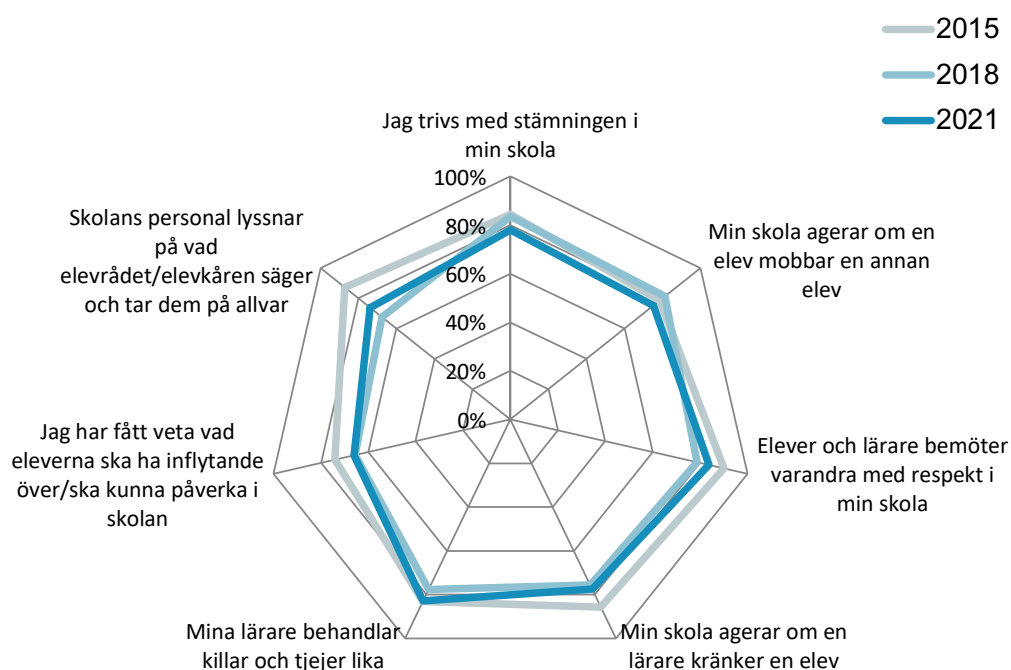 2015
2018
2021
Jag trivs med stämningen i
min skola
Min skola agerar om en
elev mobbar en annan
elev
Elever och lärare bemöter
varandra med respekt i
min skola
Min skola agerar om en
lärare kränker en elev
Mina lärare behandlar
killar och tjejer lika
Jag har fått veta vad
eleverna ska ha inflytande
över/ska kunna påverka i
skolan
Skolans personal lyssnar
på vad
elevrådet/elevkåren säger
och tar dem på allvar
100%
80%
60%
40%
20%
0%